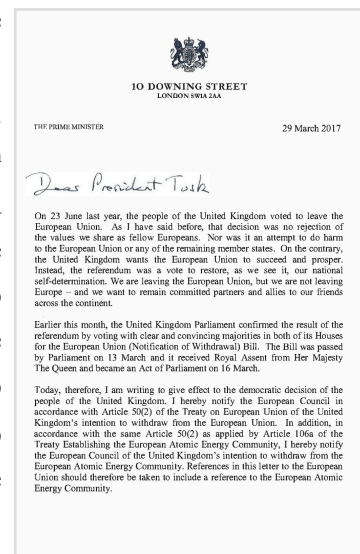 10 DOWNING STREET
LONDON SW1A 2AA
THE PRIME MINISTER
29 March 2017
Dear President Tusk
On 23 June last year, the people of the United Kingdom voted to leave the
European Union. As I have said before, that decision was no rejection of
the values we share as fellow Europeans. Nor was it an attempt to do harm
to the European Union or any of the remaining member states. On the contrary,
the United Kingdom wants the European Union to succeed and prosper.
Instead, the referendum was a vote to restore, as we see it, our national
self-determination. We are leaving the European Union, but we are not leaving
Europe – and we want to remain committed partners and allies to our friends
across the continent.
Earlier this month, the United Kingdom Parliament confirmed the result of the
referendum by voting with clear and convincing majorities in both of its Houses
for the European Union (Notification of Withdrawal) Bill. The Bill was passed
by Parliament on 13 March and it received Royal Assent from Her Majesty
The Queen and became an Act of Parliament on 16 March.
Today, therefore, I am writing to give effect to the democratic decision of the
people of the United Kingdom. I hereby notify the European Council in
accordance with Article 50(2) of the Treaty on European Union of the United
Kingdom's intention to withdraw from the European Union. In addition, in
accordance with the same Article 50(2) as applied by Article 106a of the
Treaty Establishing the European Atomic Energy Community, I hereby notify
the European Council of the United Kingdom's intention to withdraw from the
European Atomic Energy Community. References in this letter to the European
Union should therefore be taken to include a reference to the European Atomic
Energy Community.